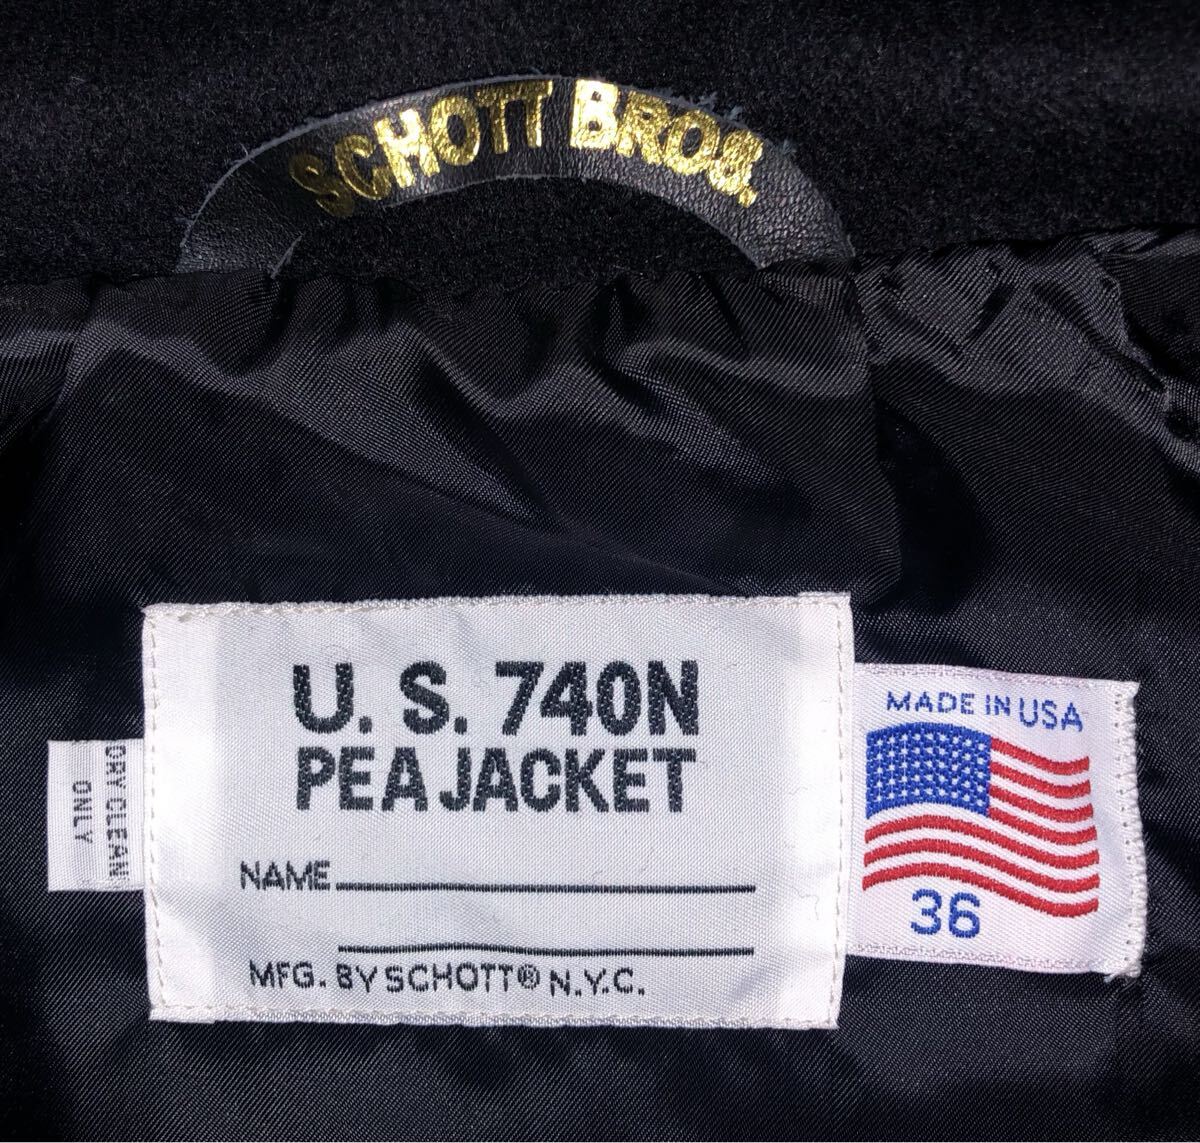 SCHOTT BROS.
U. S. 740N
PEA JACKET
NAME
MFG. BY SCHOTT® N.Y.C.
DRY CLEAN
ONLY
MADE IN USA
36